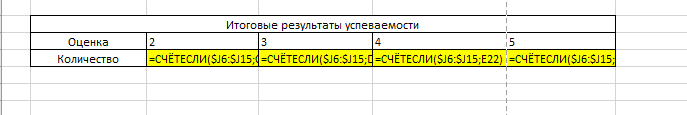 Итоговые результаты успеваемости
Оценка 2 3 4 5
Количество =СЧЁТЕСЛИ($J6:$J15;C =СЧЁТЕСЛИ($J6:$J15;D =СЧЁТЕСЛИ($J6:$J15;E22) =СЧЁТЕСЛИ($J6:$J15;